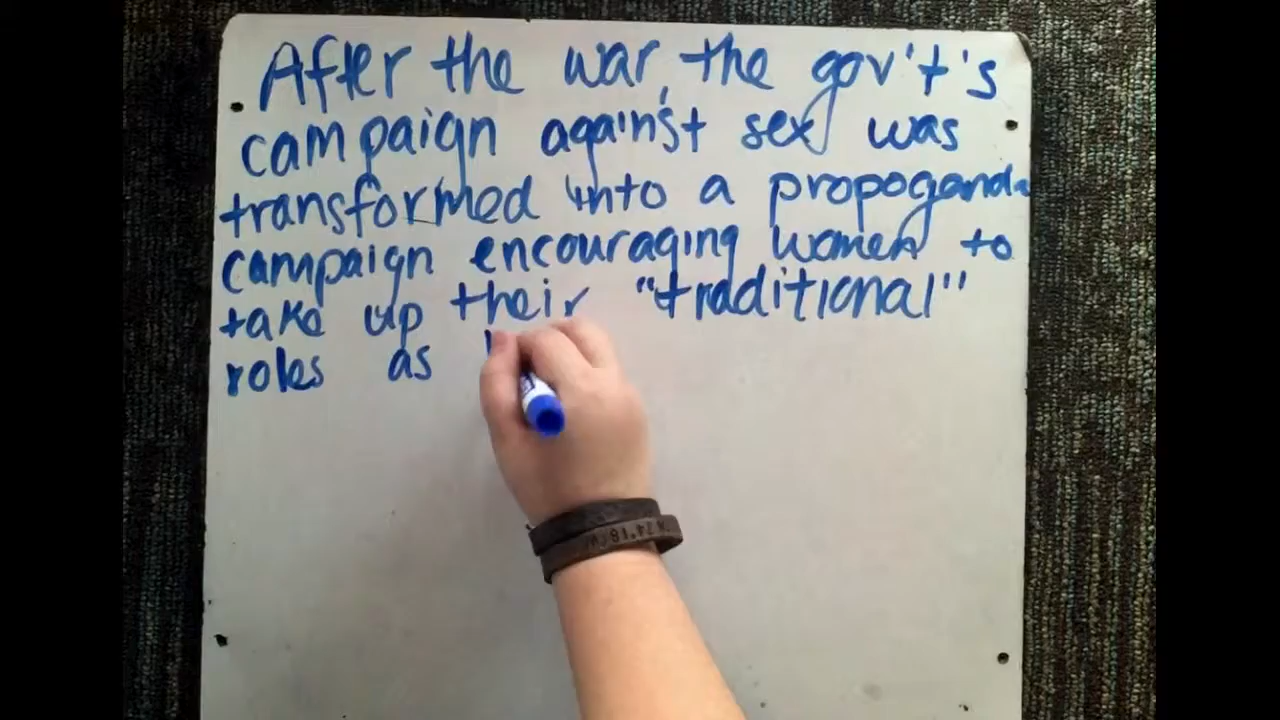 After the war, the gov't's
campaign against sex was
transformed into a propoganda
campaign encouraging women to
take up their "traditional"
roles as